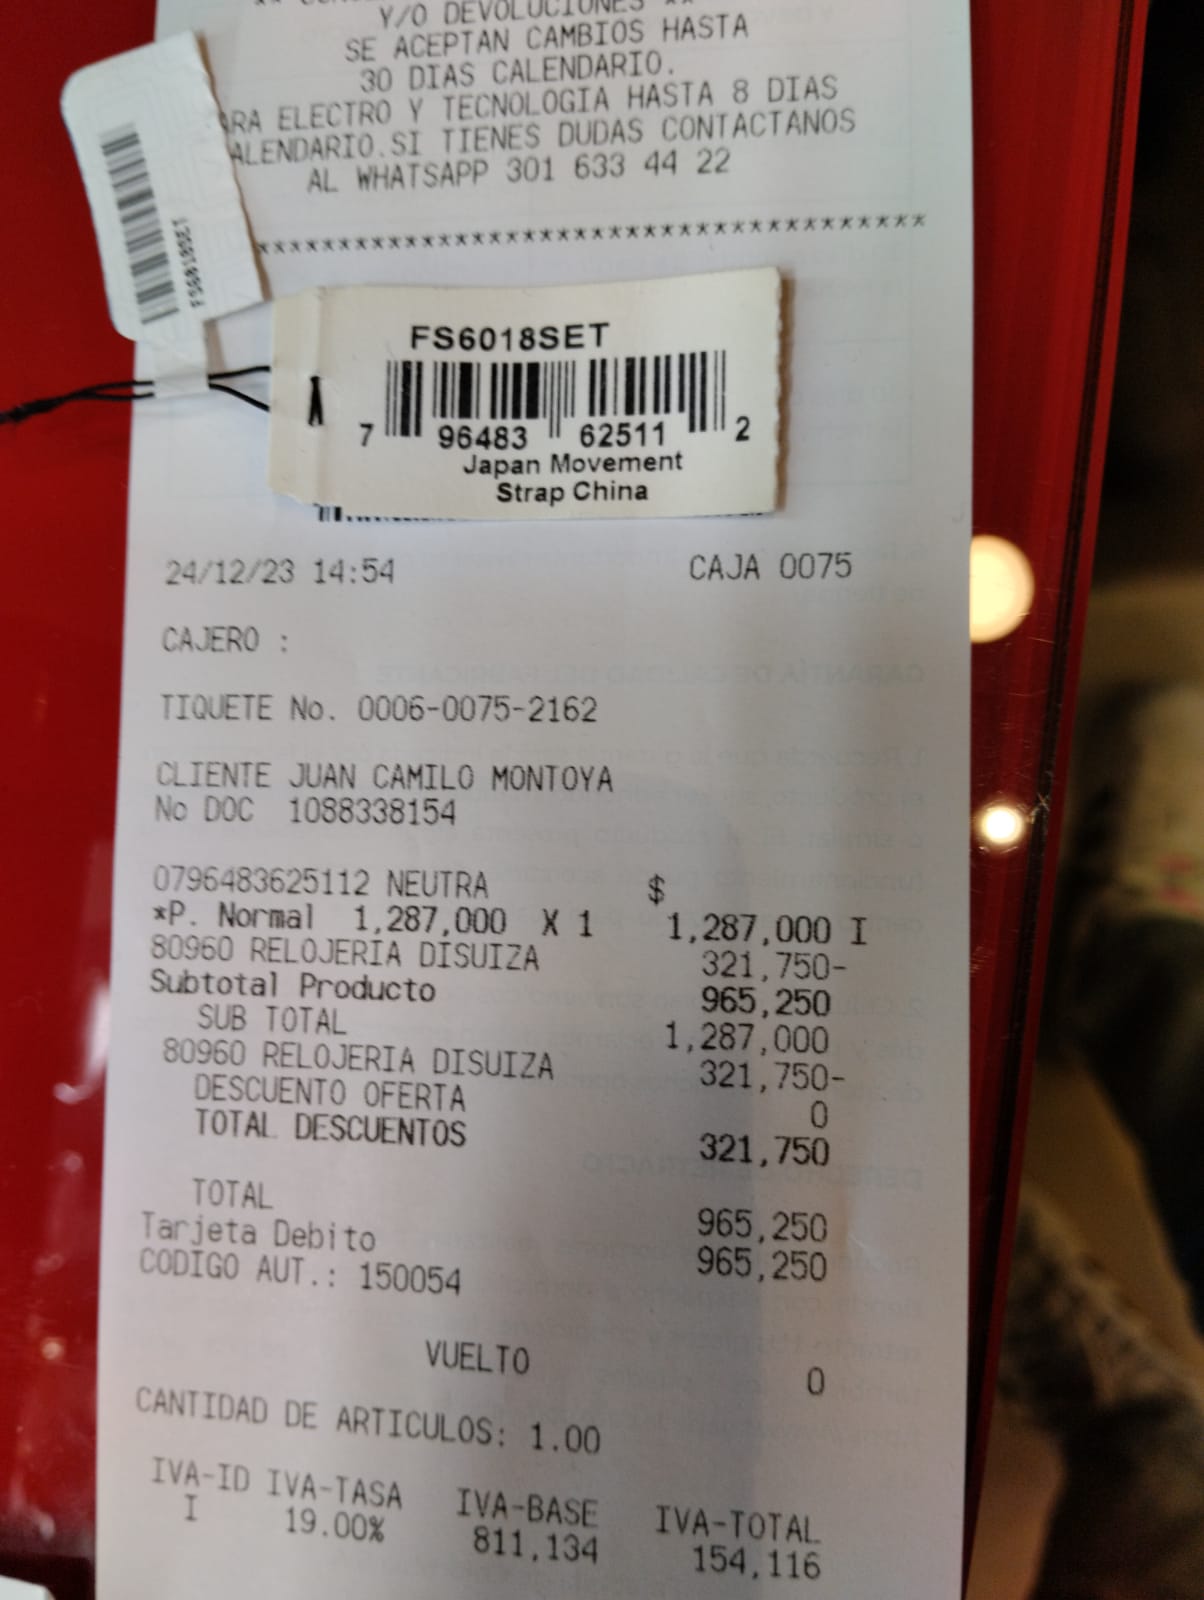 Y/O DEVOLUCIONES **
SE ACEPTAN CAMBIOS HASTA
30 DIAS CALENDARIO.
ARA ELECTRO Y TECNOLOGIA HASTA 8 DIAS
ALENDARIO.SI TIENES DUDAS CONTACTANOS
AL WHATSAPP 301 633 44 22
****************************************
FS6018SET
FS6018SET
7 96483 62511 2
Japan Movement
Strap China
24/12/23 14:54 CAJA 0075
CAJERO :
TIQUETE No. 0006-0075-2162
CLIENTE JUAN CAMILO MONTOYA
No DOC 1088338154
0796483625112 NEUTRA $
*P. Normal 1,287,000 X 1 1,287,000 I
80960 RELOJERIA DISUIZA 321,750-
Subtotal Producto 965,250
SUB TOTAL 1,287,000
80960 RELOJERIA DISUIZA 321,750-
DESCUENTO OFERTA 0
TOTAL DESCUENTOS 321,750
TOTAL 965,250
Tarjeta Debito 965,250
CODIGO AUT.: 150054
VUELTO 0
CANTIDAD DE ARTICULOS: 1.00
IVA-ID IVA-TASA IVA-BASE IVA-TOTAL
I 19.00% 811,134 154,116